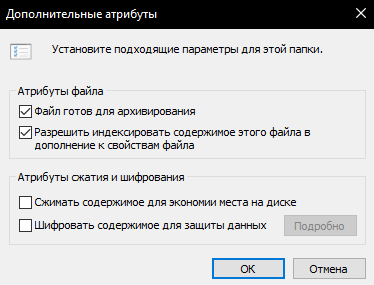 Дополнительные атрибуты
Установите подходящие параметры для этой папки.
Атрибуты файла
Файл готов для архивирования
Разрешить индексировать содержимое этого файла в
дополнение к свойствам файла
Атрибуты сжатия и шифрования
Сжимать содержимое для экономии места на диске
Шифровать содержимое для защиты данных
Подробно
ОК
Отмена